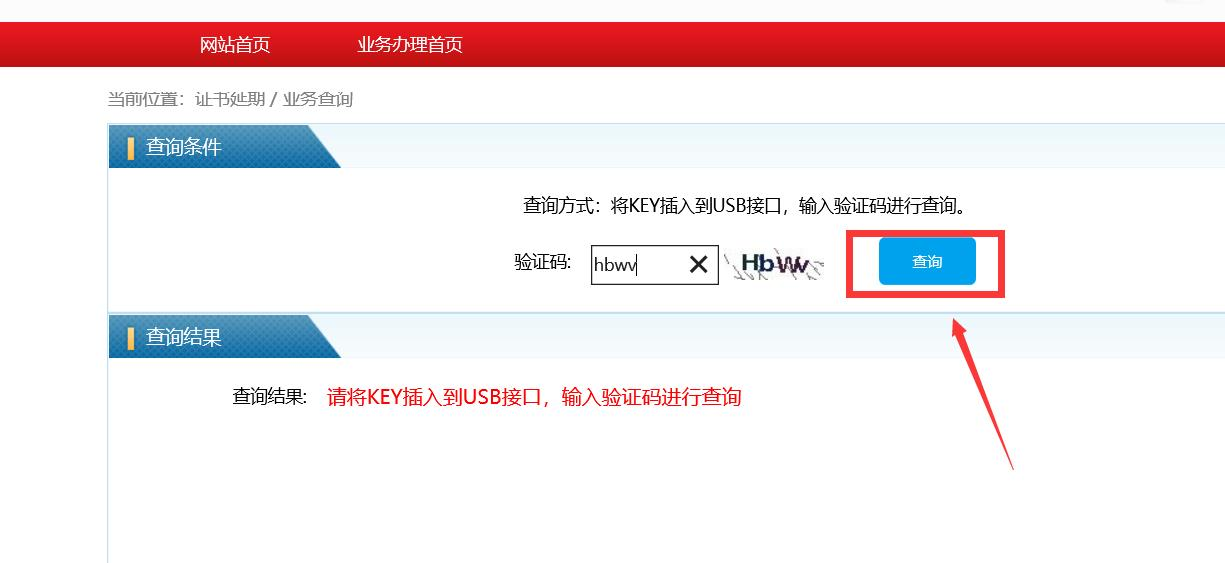 网站首页 业务办理首页
当前位置：证书延期 / 业务查询
查询条件
查询方式：将KEY插入到USB接口，输入验证码进行查询。
验证码: hbwv HbWv 查询
查询结果
查询结果: 请将KEY插入到USB接口，输入验证码进行查询